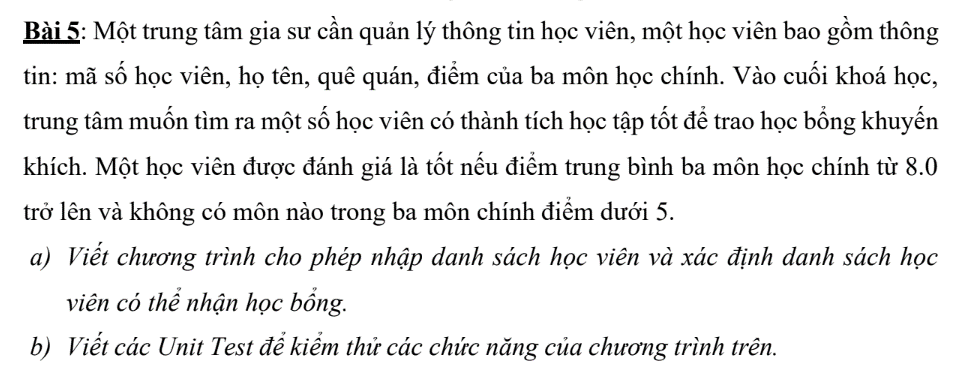 Bài 5: Một trung tâm gia sư cần quản lý thông tin học viên, một học viên bao gồm thông
tin: mã số học viên, họ tên, quê quán, điểm của ba môn học chính. Vào cuối khoá học,
trung tâm muốn tìm ra một số học viên có thành tích học tập tốt để trao học bổng khuyến
khích. Một học viên được đánh giá là tốt nếu điểm trung bình ba môn học chính từ 8.0
trở lên và không có môn nào trong ba môn chính điểm dưới 5.
a) Viết chương trình cho phép nhập danh sách học viên và xác định danh sách học
viên có thể nhận học bổng.
b) Viết các Unit Test để kiểm thử các chức năng của chương trình trên.